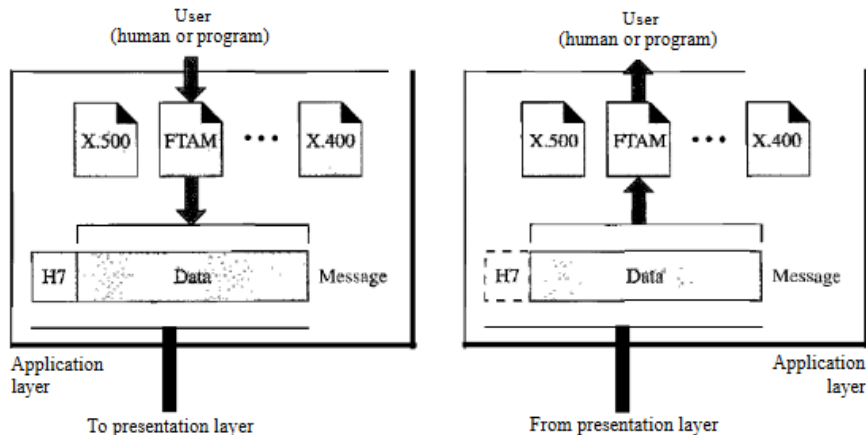 User
(human or program)
X.500
FTAM
...
X.400
H7
Data
Message
Application
layer
To presentation layer
User
(human or program)
X.500
FTAM
...
X.400
H7
Data
Message
Application
layer
From presentation layer